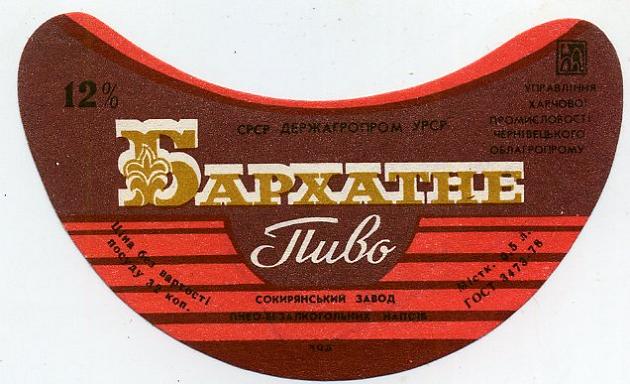 12%
СРСР ДЕРЖАГРОПРОМ УРСР
УПРАВЛІННЯ
ХАРЧОВОЇ
ПРОМИСЛОВОСТІ
ЧЕРНІВЕЦЬКОГО
ОБЛАГРОПРОМУ
БАРХАТНЕ
Пиво
Ціна без вартості
посуду 32 коп.
Місткі 0,5 л.
ГОСТ 3473-78
СОКИРЯНСЬКИЙ ЗАВОД
ПИВО-БЕЗАЛКОГОЛЬНИХ НАПОЇВ